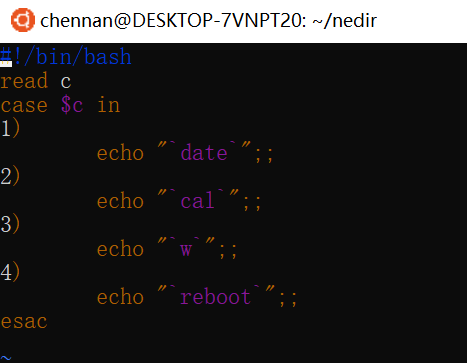 chennan@DESKTOP-7VNPT20: ~/nedir
#!/bin/bash
read c
case $c in
1)
        echo "`date`";;
2)
        echo "`cal`";;
3)
        echo "`w`";;
4)
        echo "`reboot`";;
esac
~